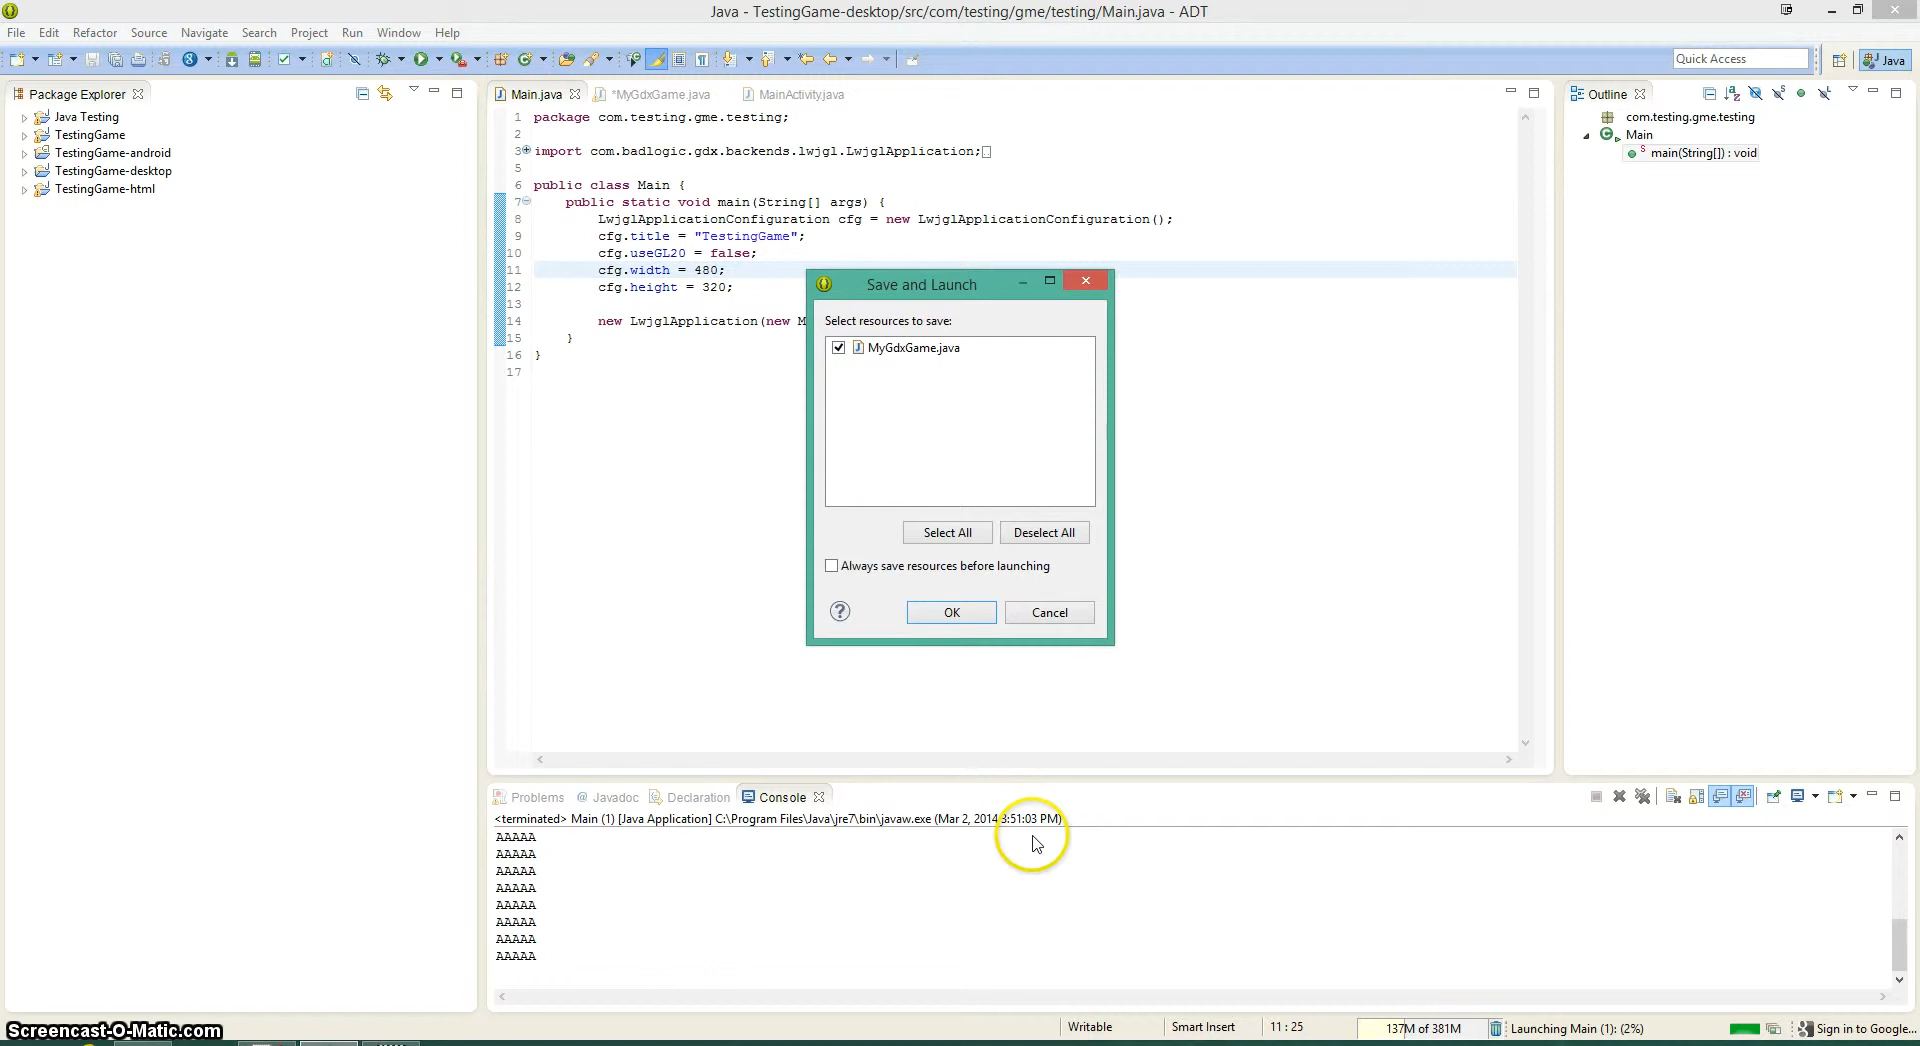 Java - TestingGame-desktop/src/com/testing/gme/testing/Main.java - ADT
File Edit Refactor Source Navigate Search Project Run Window Help
Quick Access
Java
Package Explorer
Java Testing
TestingGame
TestingGame-android
TestingGame-desktop
TestingGame-html
Main.java *MyGdxGame.java MainActivity.java
1 package com.testing.gme.testing;
2
3 import com.badlogic.gdx.backends.lwjgl.LwjglApplication;
5
6 public class Main {
7 public static void main(String[] args) {
8 LwjglApplicationConfiguration cfg = new LwjglApplicationConfiguration();
9 cfg.title = "TestingGame";
10 cfg.useGL20 = false;
11 cfg.width = 480;
12 cfg.height = 320;
13
14 new LwjglApplication(new M
15 }
16 }
17
Save and Launch
Select resources to save:
MyGdxGame.java
Select All Deselect All
Always save resources before launching
OK Cancel
Outline
com.testing.gme.testing
Main
main(String[]) : void
Problems Javadoc Declaration Console
<terminated> Main (1) [Java Application] C:\Program Files\Java\jre7\bin\javaw.exe (Mar 2, 2014 3:51:03 PM)
AAAAA
AAAAA
AAAAA
AAAAA
AAAAA
AAAAA
AAAAA
AAAAA
Screencast-O-Matic.com
Writable Smart Insert 11 : 25 137M of 381M Launching Main (1): (2%) Sign in to Google...